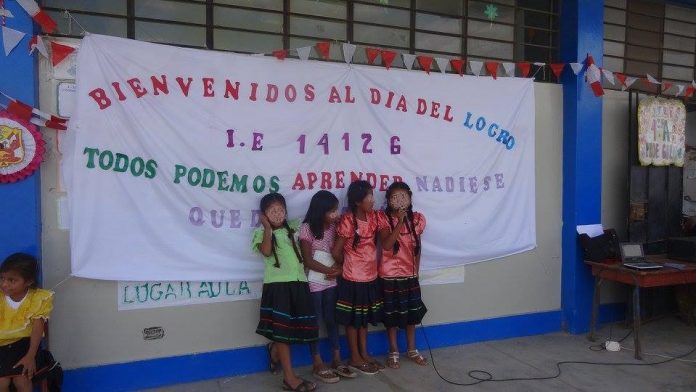 BIENVENIDOS AL DIA DEL LOGRO
I.E 14126
TODOS PODEMOS APRENDER NADIE SE
QUED
LUGAR AULA